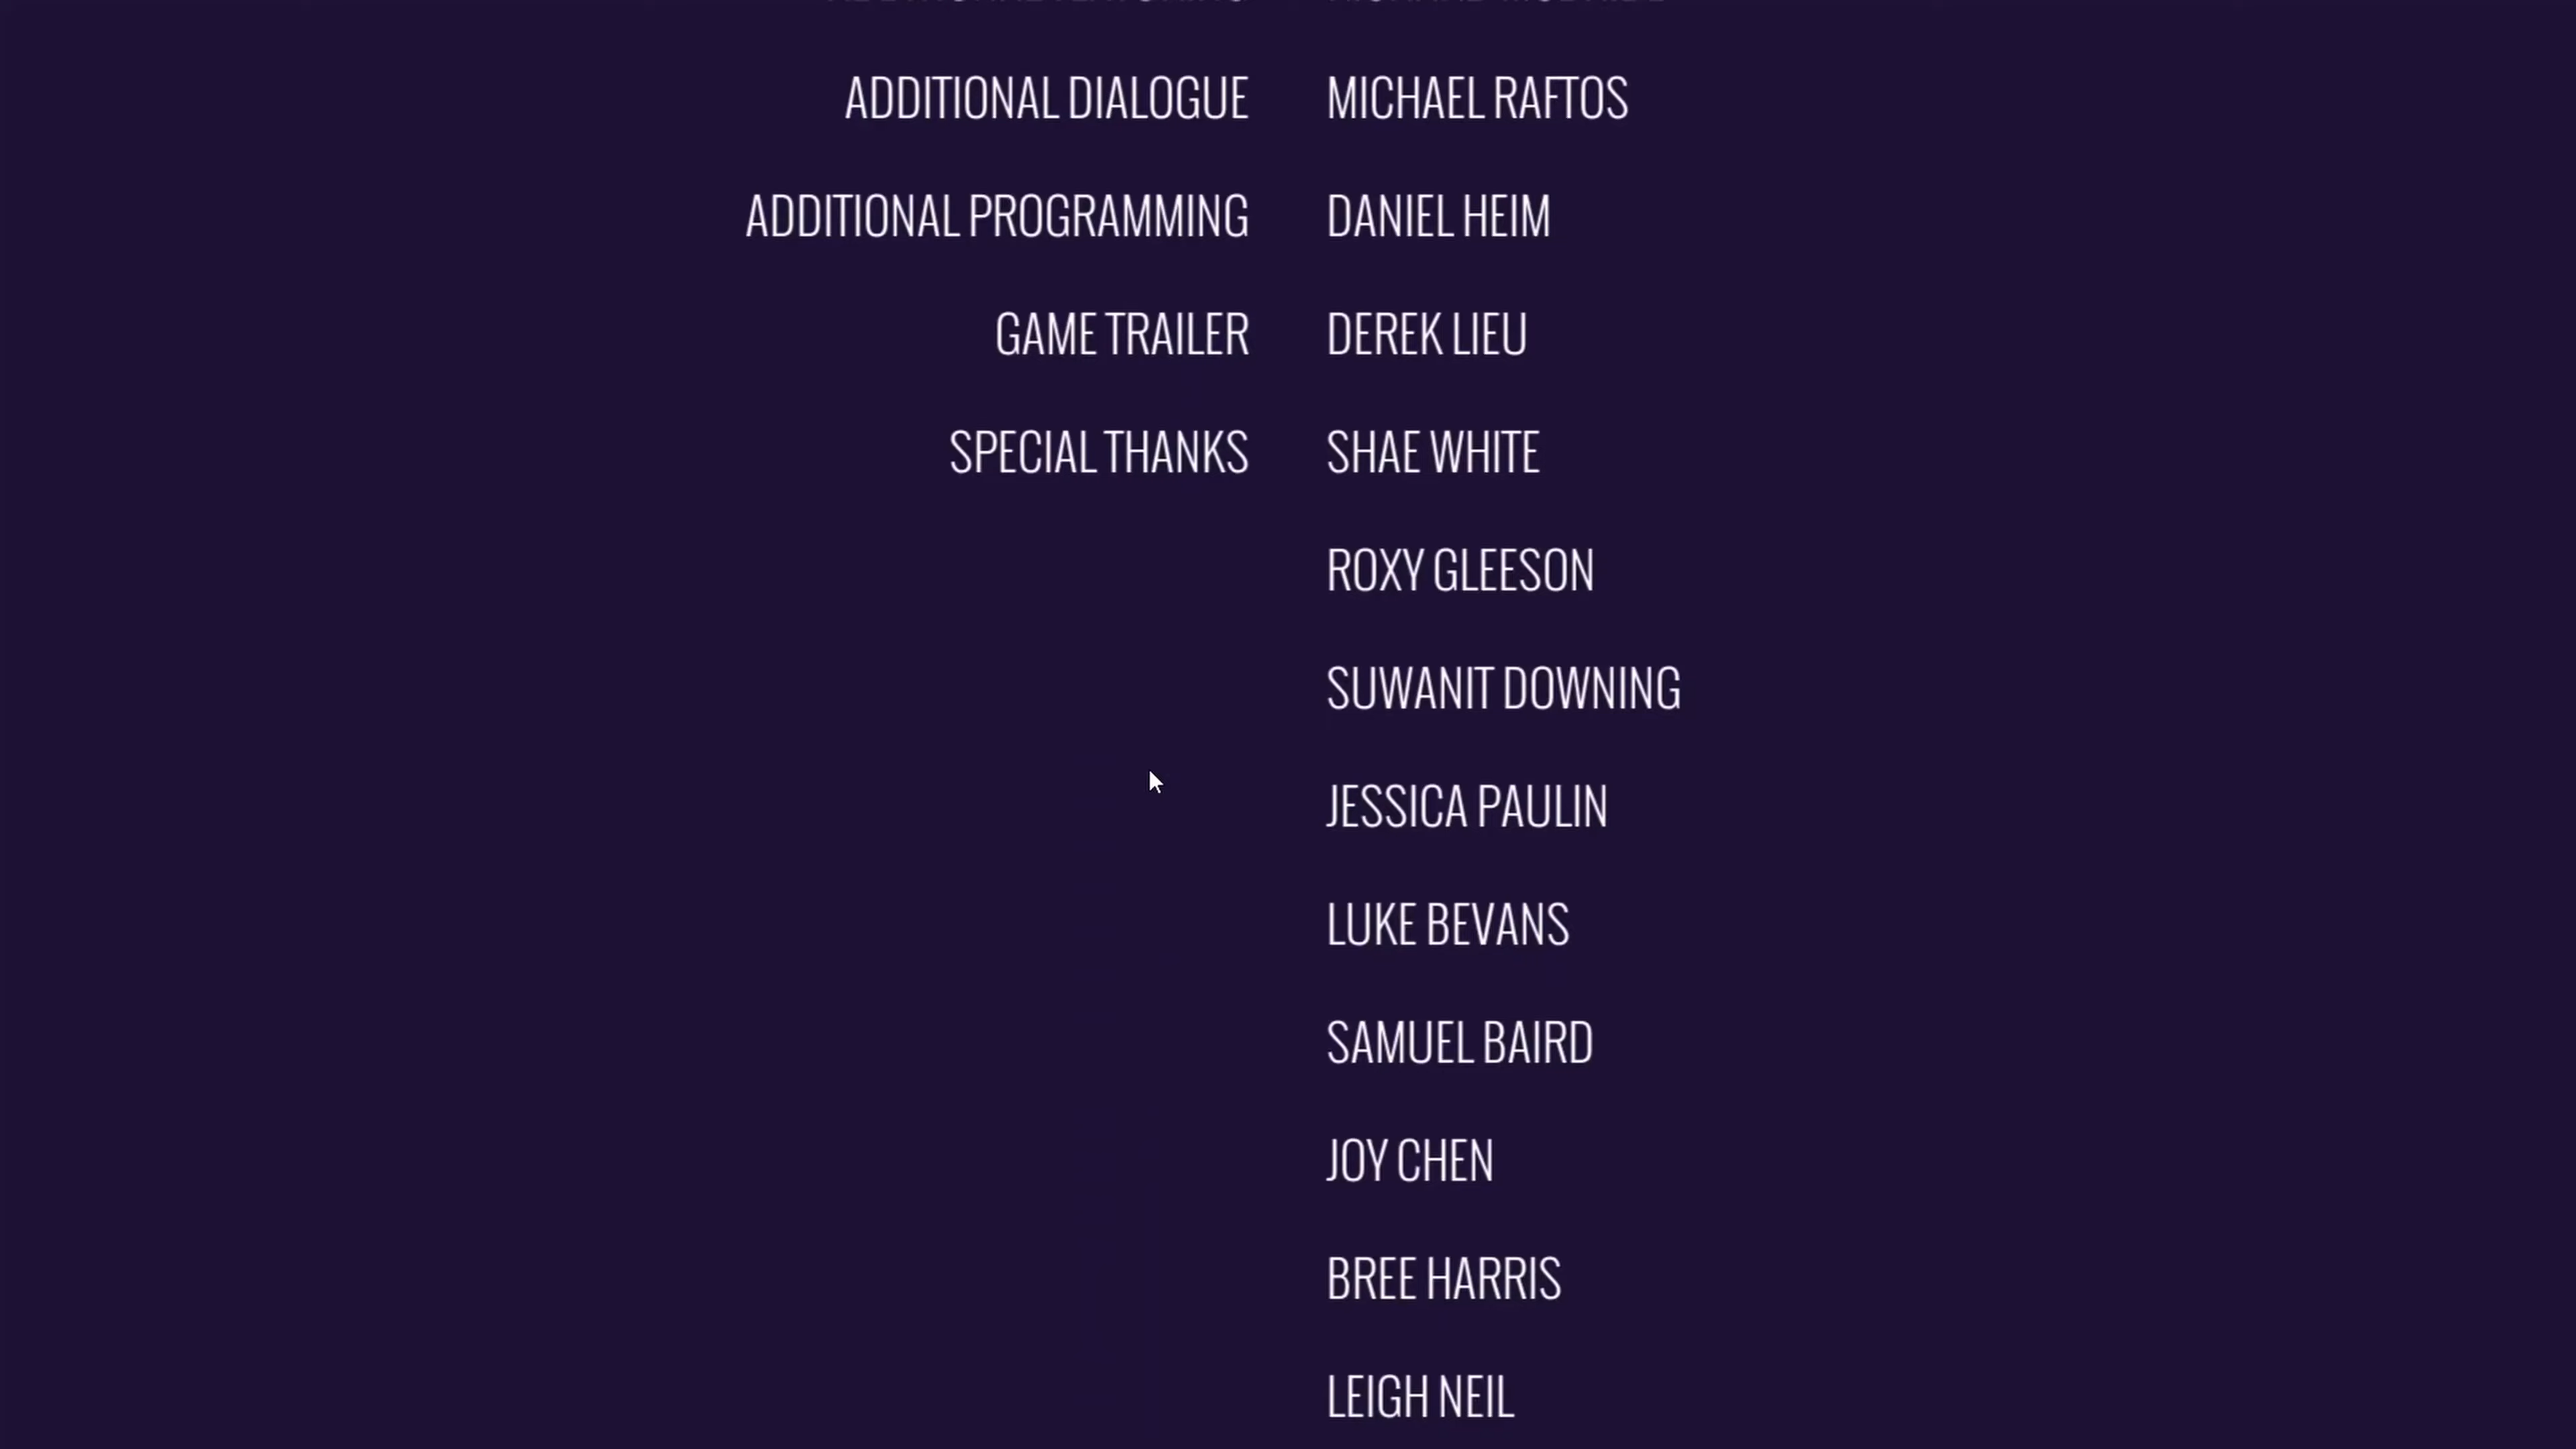 ADDITIONAL DIALOGUE MICHAEL RAFTOS
ADDITIONAL PROGRAMMING DANIEL HEIM
GAME TRAILER DEREK LIEU
SPECIAL THANKS SHAE WHITE
ROXY GLEESON
SUWANIT DOWNING
JESSICA PAULIN
LUKE BEVANS
SAMUEL BAIRD
JOY CHEN
BREE HARRIS
LEIGH NEIL